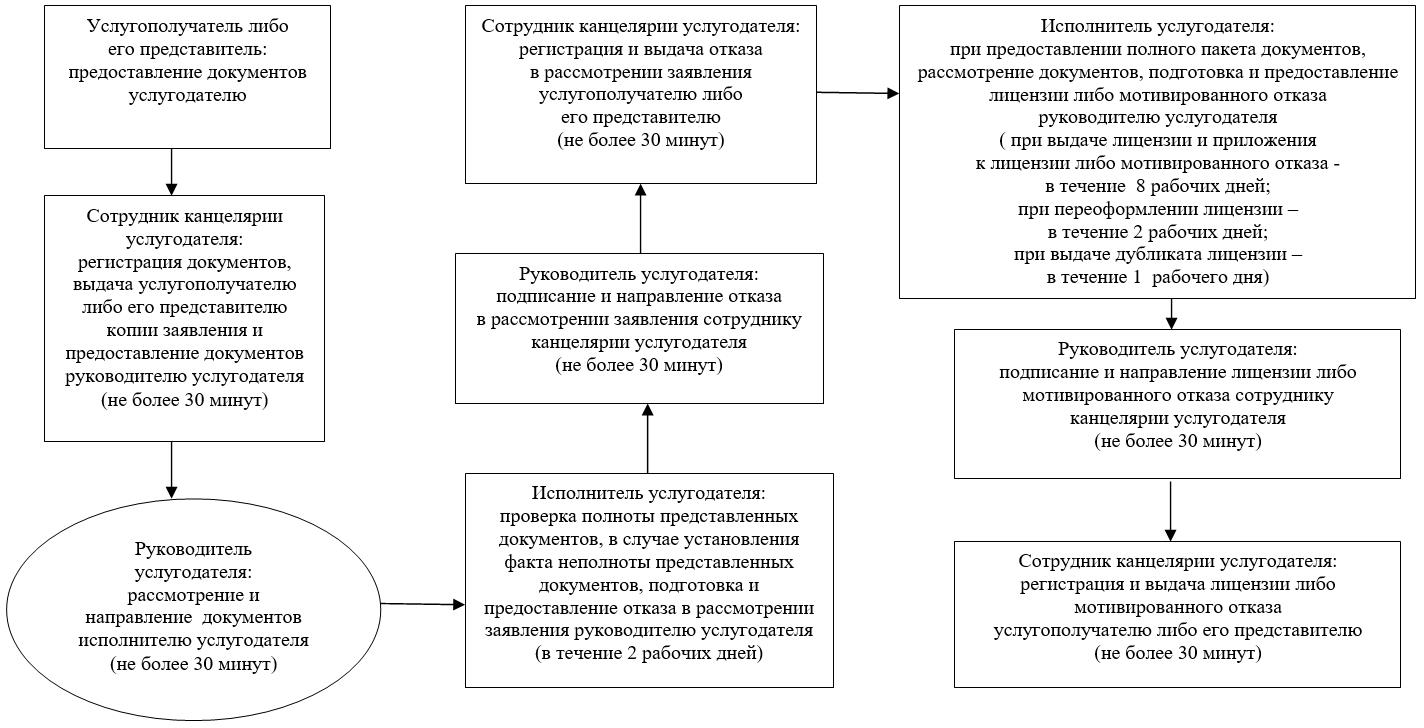 Услугополучатель либо
его представитель:
предоставление документов
услугодателю
Сотрудник канцелярии
услугодателя:
регистрация документов,
выдача услугополучателю
либо его представителю
копии заявления и
предоставление документов
руководителю услугодателя
(не более 30 минут)
Руководитель
услугодателя:
рассмотрение и
направление  документов
исполнителю услугодателя
(не более 30 минут)
Исполнитель услугодателя:
проверка полноты представленных
документов, в случае установления
факта неполноты представленных
документов, подготовка и
предоставление отказа в рассмотрении
заявления руководителю услугодателя
(в течение 2 рабочих дней)
Руководитель услугодателя:
подписание и направление отказа
в рассмотрении заявления сотруднику
канцелярии услугодателя
(не более 30 минут)
Сотрудник канцелярии услугодателя:
регистрация и выдача отказа
в рассмотрении заявления
услугополучателю либо
его представителю
(не более 30 минут)
Исполнитель услугодателя:
при предоставлении полного пакета документов,
рассмотрение документов, подготовка и предоставление
лицензии либо мотивированного отказа
руководителю услугодателя
( при выдаче лицензии и приложения
к лицензии либо мотивированного отказа -
в течение  8 рабочих дней;
при переоформлении лицензии –
в течение 2 рабочих дней;
при выдаче дубликата лицензии –
в течение 1  рабочего дня)
Руководитель услугодателя:
подписание и направление лицензии либо
мотивированного отказа сотруднику
канцелярии услугодателя
(не более 30 минут)
Сотрудник канцелярии услугодателя:
регистрация и выдача лицензии либо
мотивированного отказа
услугополучателю либо его представителю
(не более 30 минут)